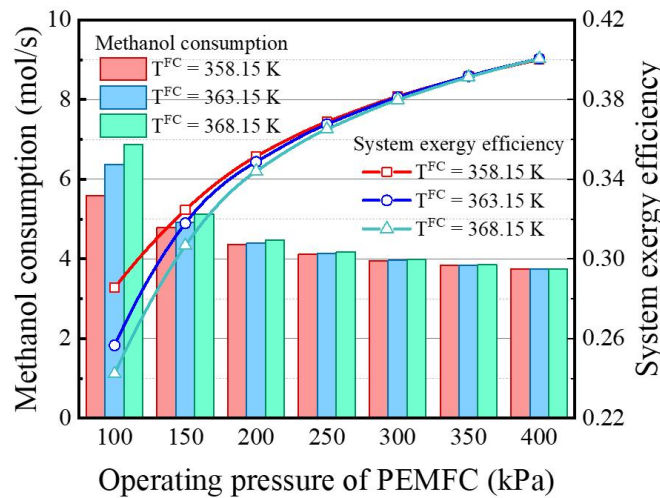 Methanol consumption (mol/s)
10
8
6
4
2
0
Methanol consumption
T^FC = 358.15 K
T^FC = 363.15 K
T^FC = 368.15 K
System exergy efficiency
T^FC = 358.15 K
T^FC = 363.15 K
T^FC = 368.15 K
0.42
0.38
0.34
0.30
0.26
0.22
System exergy efficiency
100 150 200 250 300 350 400
Operating pressure of PEMFC (kPa)